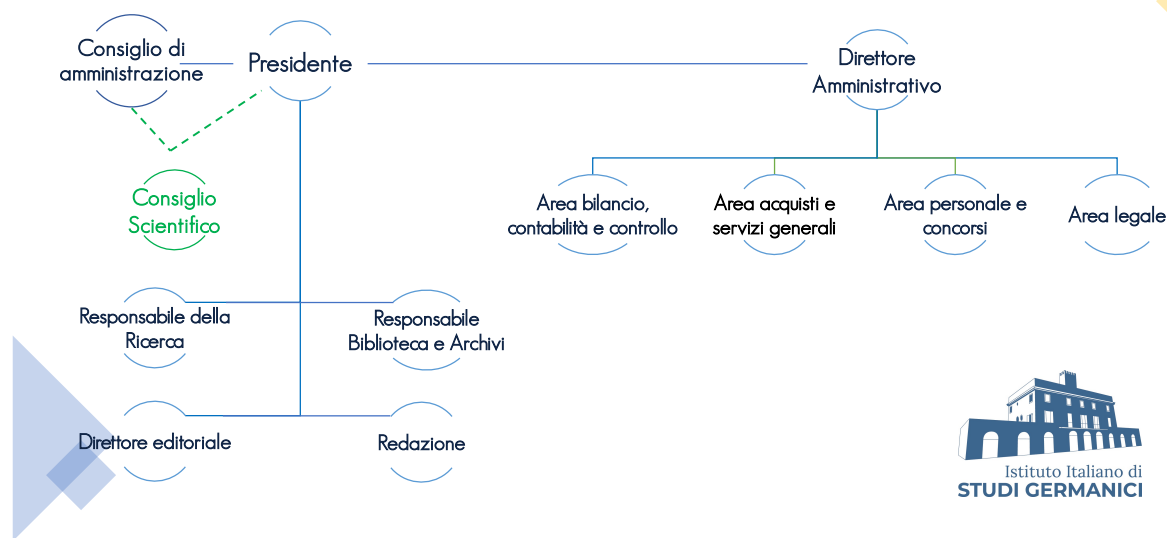 Consiglio di
amministrazione
Presidente
Direttore
Amministrativo
Consiglio
Scientifico
Area bilancio,
contabilità e controllo
Area acquisti e
servizi generali
Area personale e
concorsi
Area legale
Responsabile della
Ricerca
Responsabile
Biblioteca e Archivi
Direttore editoriale
Redazione
Istituto Italiano di
STUDI GERMANICI